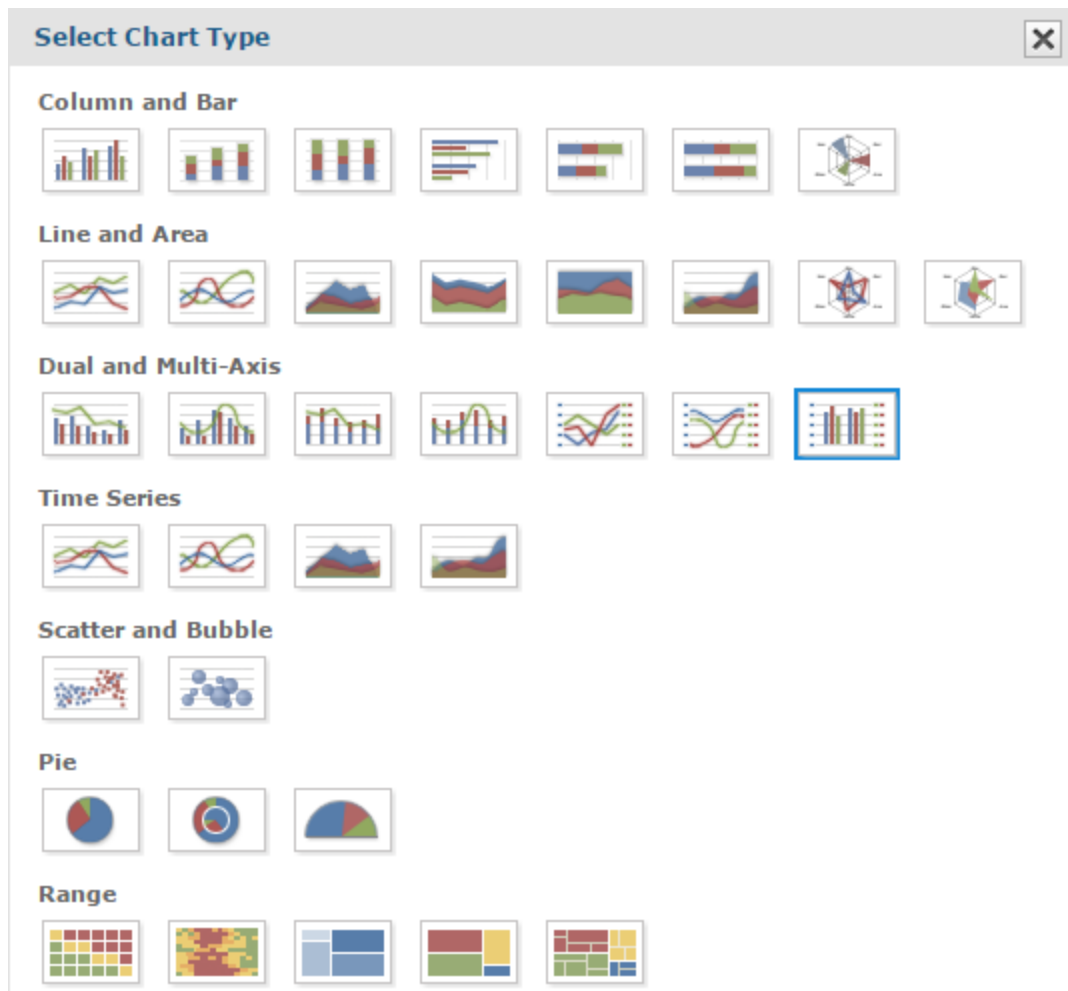 Select Chart Type
Column and Bar
Line and Area
Dual and Multi-Axis
Time Series
Scatter and Bubble
Pie
Range